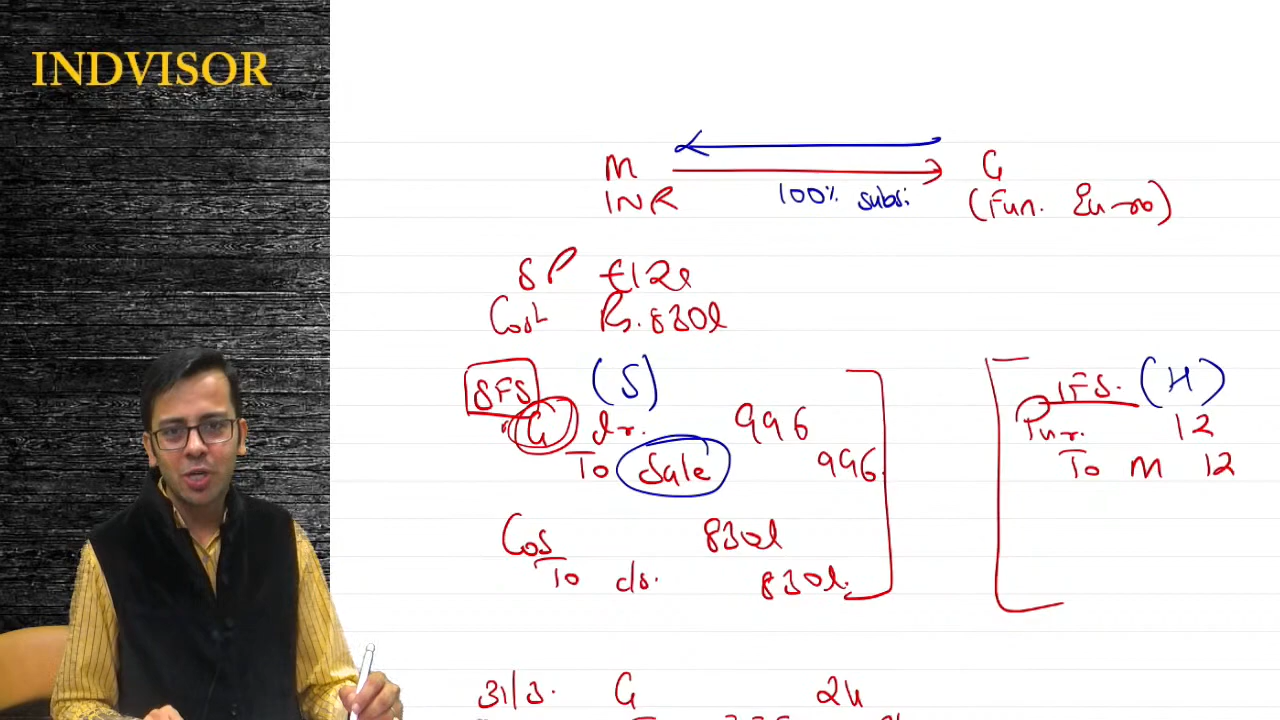 INDVISOR
M G
INR 100% subsi (Fun. Euro)
SP €12l
Cost Rs.830l
SFS (S) IFS. (H)
G dr. 996 Pur. 12
To Sale 996 To M 12
Cos 830l
To cls. 830l.
31/3. G 24